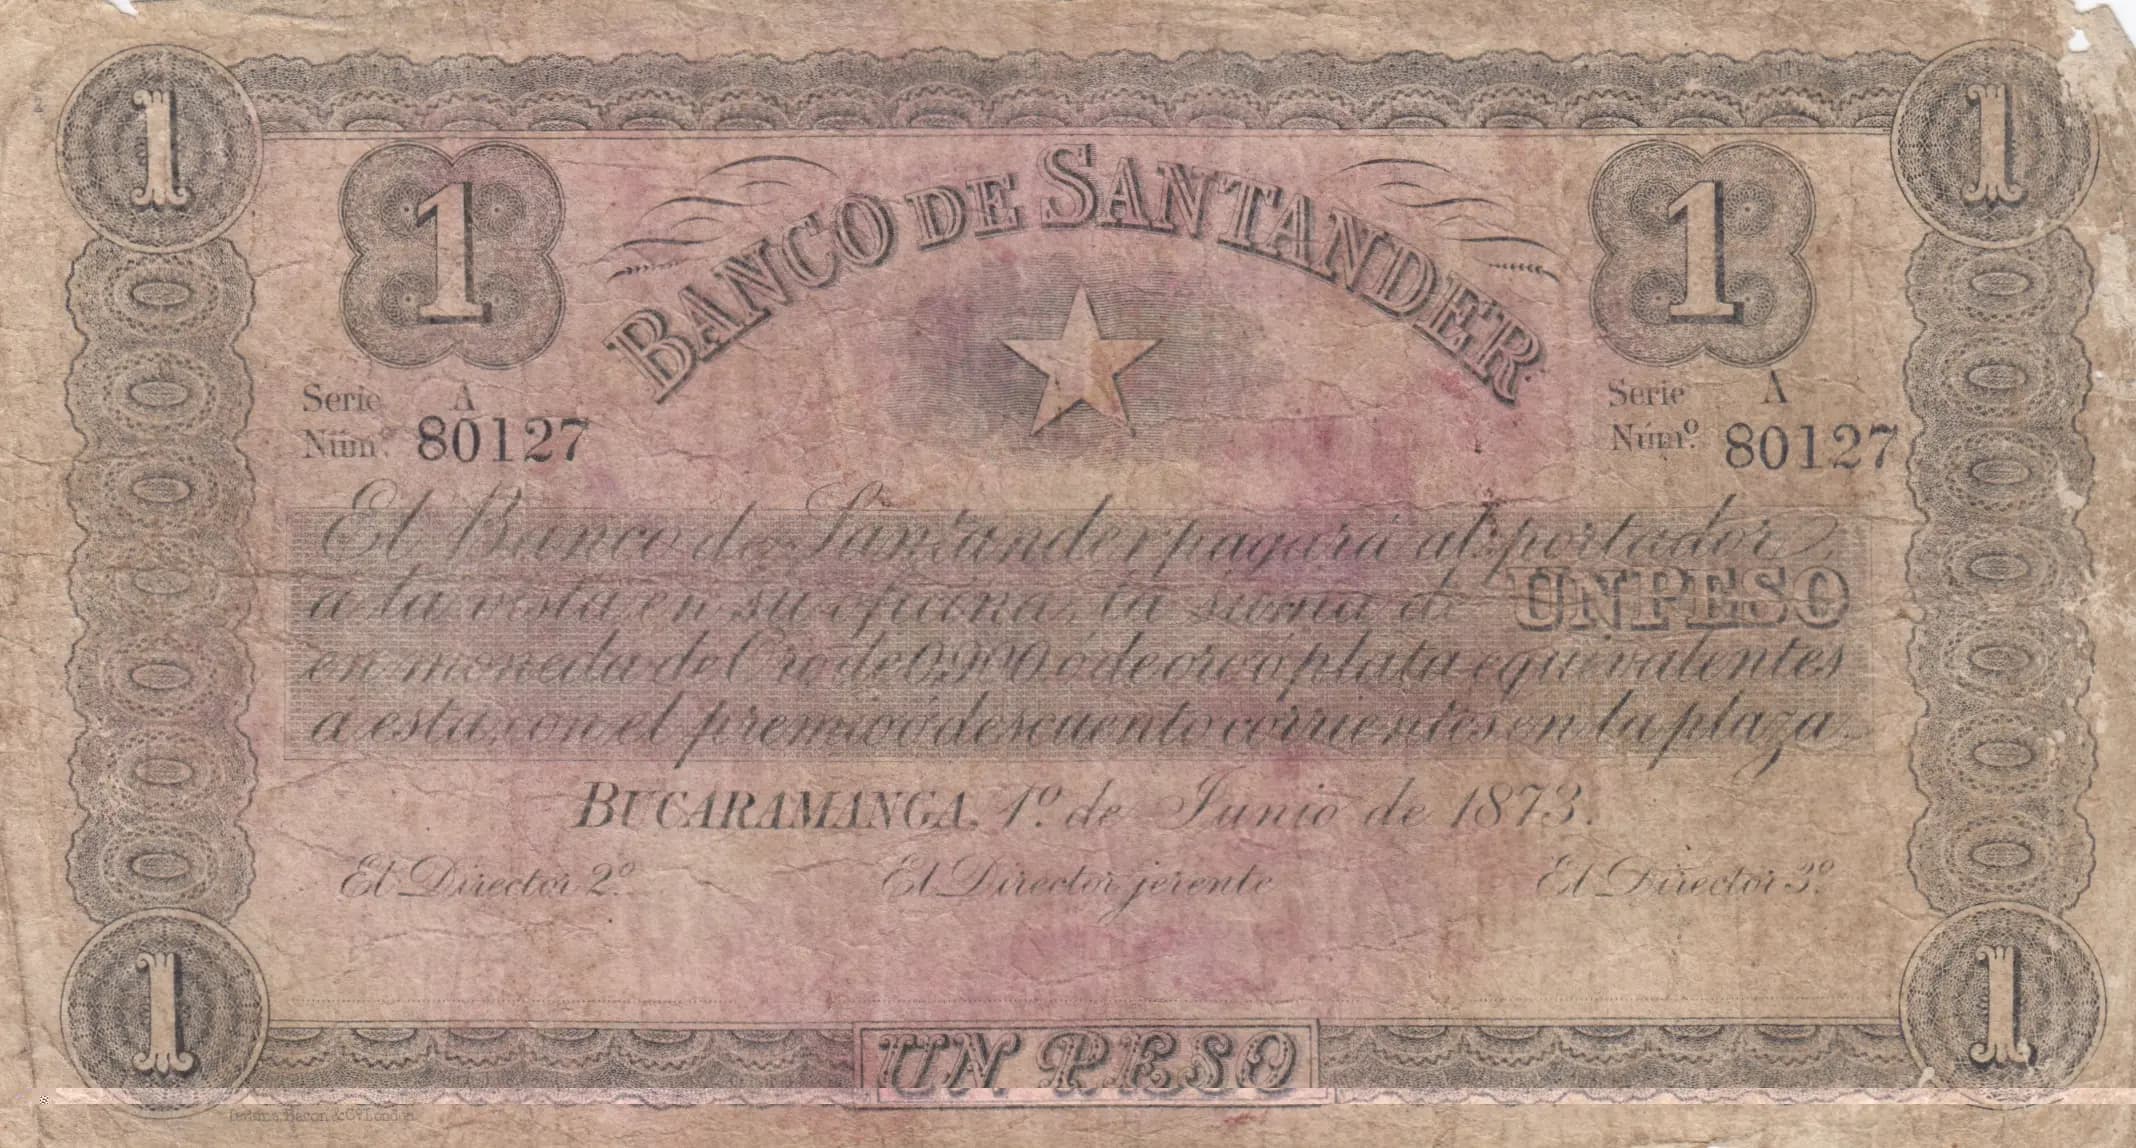 1 1
1 BANCO DE SANTANDER 1
Serie A Serie A
Núm.º 80127 Núm.º 80127
El Banco de Santander pagará al portador
a la vista en su oficina, la suma de UN PESO
en moneda de Oro de 0,900 ó de oro ó plata equivalentes
á esta, con el premio ó descuento corrientes en la plaza.
BUCARAMANGA, 1º. de Junio de 1873.
El Director 2º. El Director jerente El Director 3º.
1 UN PESO 1
Bacon & Cº London